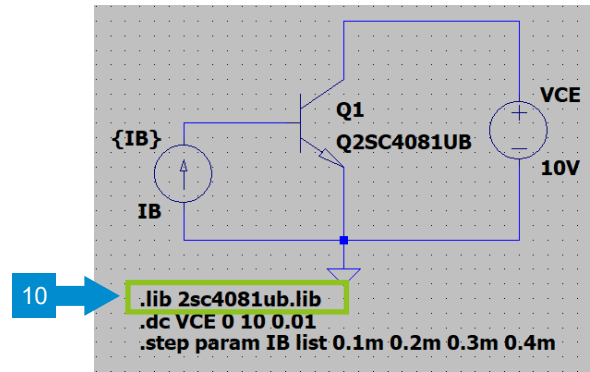 VCE
Q1
{IB}
Q2SC4081UB
10V
IB
10
.lib 2sc4081ub.lib
.dc VCE 0 10 0.01
.step param IB list 0.1m 0.2m 0.3m 0.4m